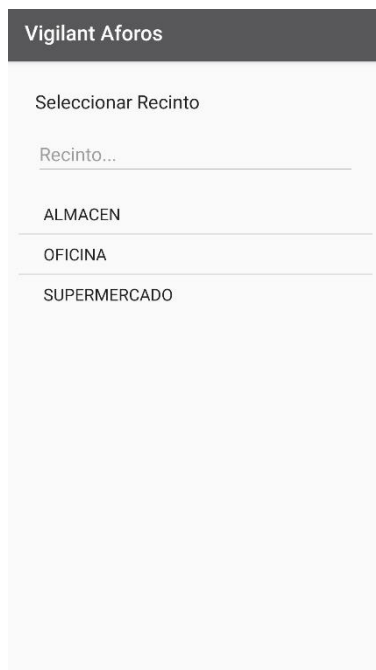 Vigilant Aforos
Seleccionar Recinto
Recinto...
ALMACEN
OFICINA
SUPERMERCADO